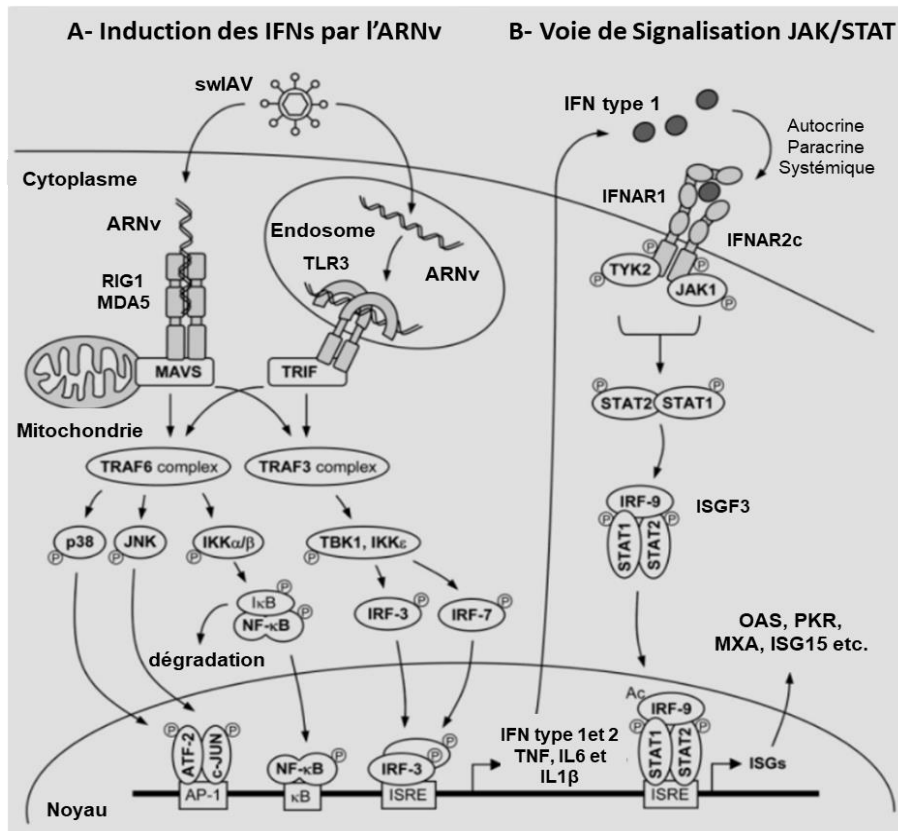 A- Induction des IFNs par l’ARNv
B- Voie de Signalisation JAK/STAT
swIAV
Cytoplasme
ARNv
RIG1
MDA5
MAVS
Mitochondrie
Endosome
TLR3
ARNv
TRIF
TRAF6 complex
TRAF3 complex
P
p38
P
JNK
P
IKKα/β
P
TBK1, IKKε
P
IκB
P
NF-κB
dégradation
IRF-3
P
IRF-7
P
P
ATF-2
c-JUN
P
AP-1
NF-κB
P
κB
IRF-3
P
P
ISRE
Noyau
IFN type 1et 2
TNF, IL6 et
IL1β
IFN type 1
Autocrine
Paracrine
Systémique
IFNAR1
IFNAR2c
P
P
TYK2
P
JAK1
P
P
STAT2
STAT1
P
IRF-9
ISGF3
P
STAT1
STAT2
P
OAS, PKR,
MXA, ISG15 etc.
Ac
IRF-9
P
STAT1
STAT2
P
ISRE
ISGs